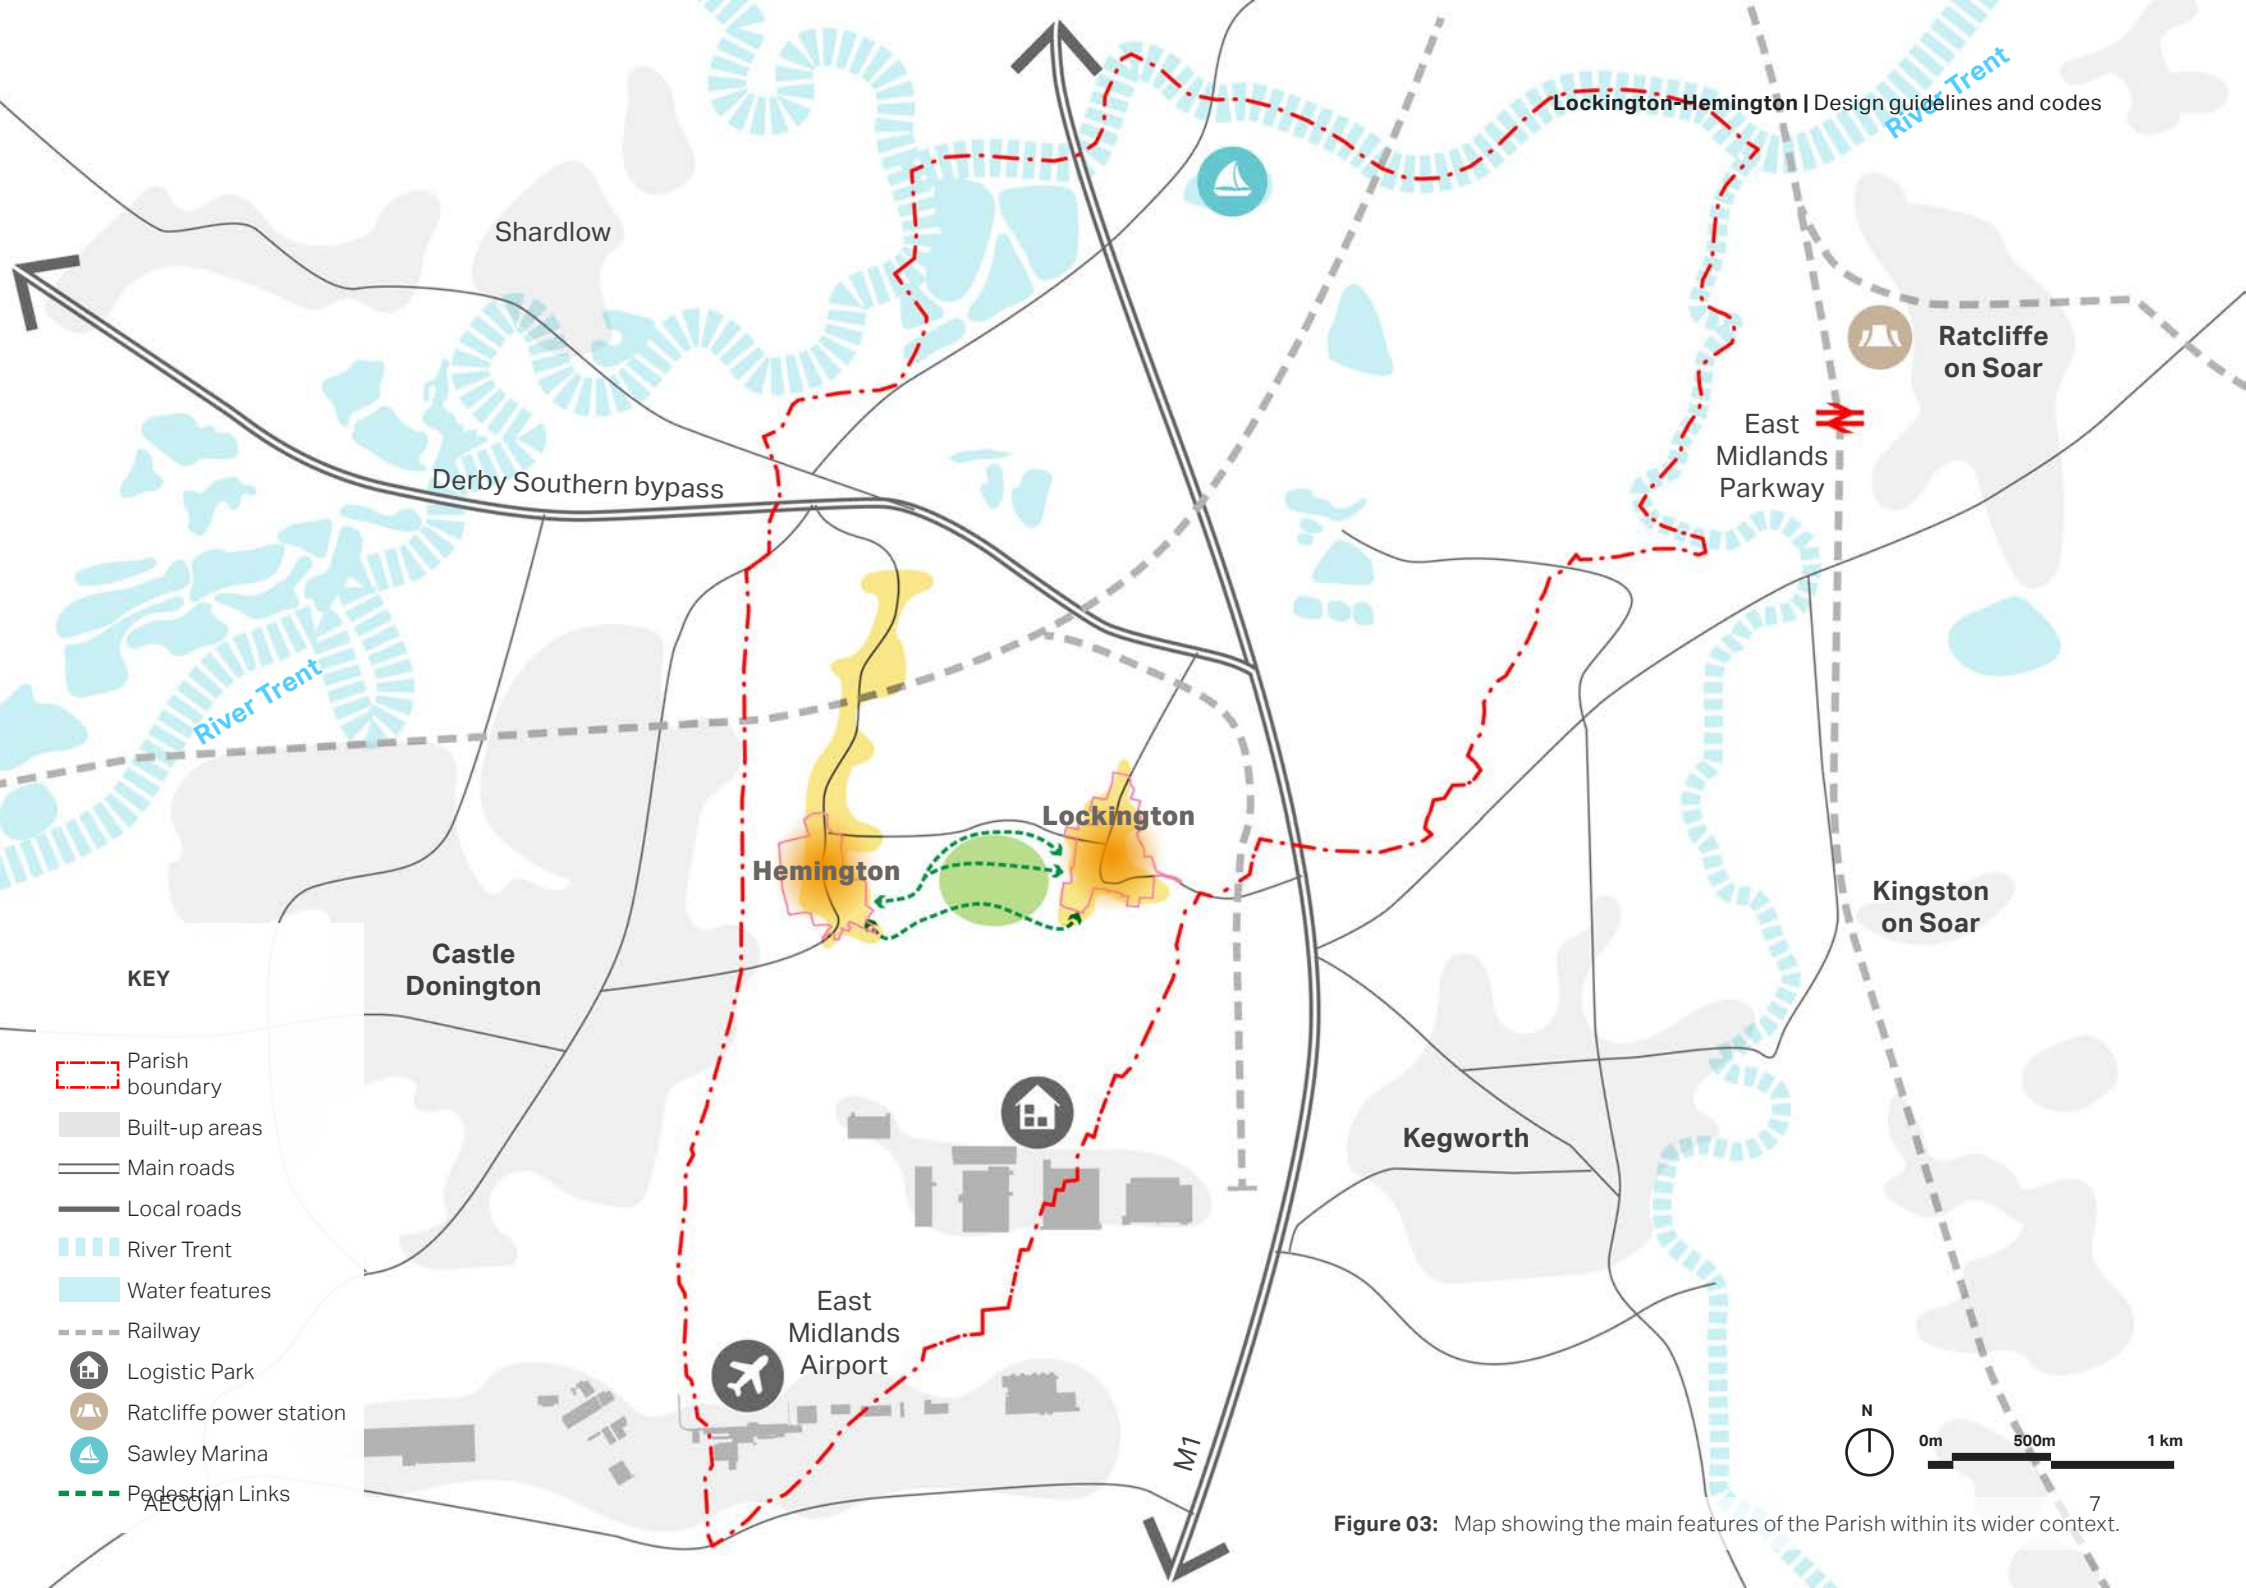 Lockington-Hemington | Design guidelines and codes
River Trent
Shardlow
Ratcliffe
on Soar
East
Midlands
Parkway
Derby Southern bypass
River Trent
Lockington
Hemington
Kingston
on Soar
Castle
Donington
Kegworth
East
Midlands
Airport
M1
KEY
Parish
boundary
Built-up areas
Main roads
Local roads
River Trent
Water features
Railway
Logistic Park
Ratcliffe power station
Sawley Marina
Pedestrian Links
AECOM
N
0m 500m 1 km
7
Figure 03: Map showing the main features of the Parish within its wider context.